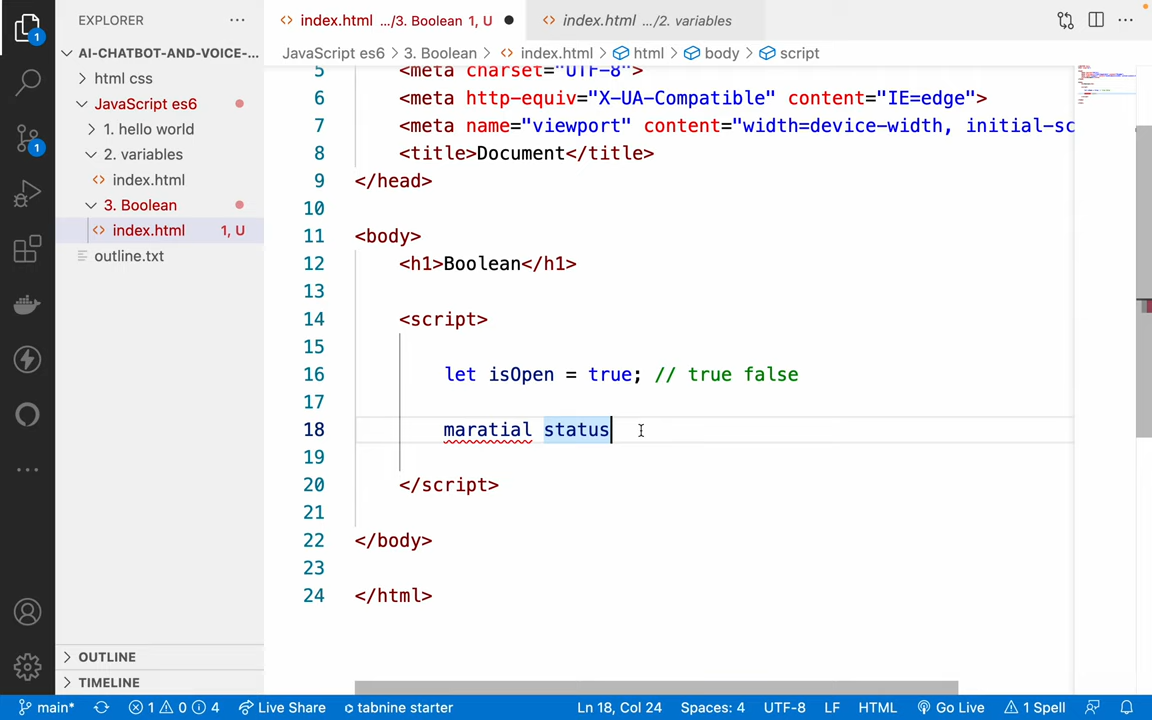 EXPLORER
index.html .../3. Boolean 1, U
index.html .../2. variables
AI-CHATBOT-AND-VOICE-...
JavaScript es6 > 3. Boolean > index.html > html > body > script
html css
JavaScript es6
1. hello world
2. variables
index.html
3. Boolean
index.html 1, U
outline.txt
5 <meta charset="UTF-8">
6 <meta http-equiv="X-UA-Compatible" content="IE=edge">
7 <meta name="viewport" content="width=device-width, initial-sc
8 <title>Document</title>
9 </head>
10
11 <body>
12 <h1>Boolean</h1>
13
14 <script>
15
16 let isOpen = true; // true false
17
18 maratial status
19
20 </script>
21
22 </body>
23
24 </html>
OUTLINE
TIMELINE
1
1
main* 1 0 4 Live Share tabnine starter Ln 18, Col 24 Spaces: 4 UTF-8 LF HTML Go Live 1 Spell